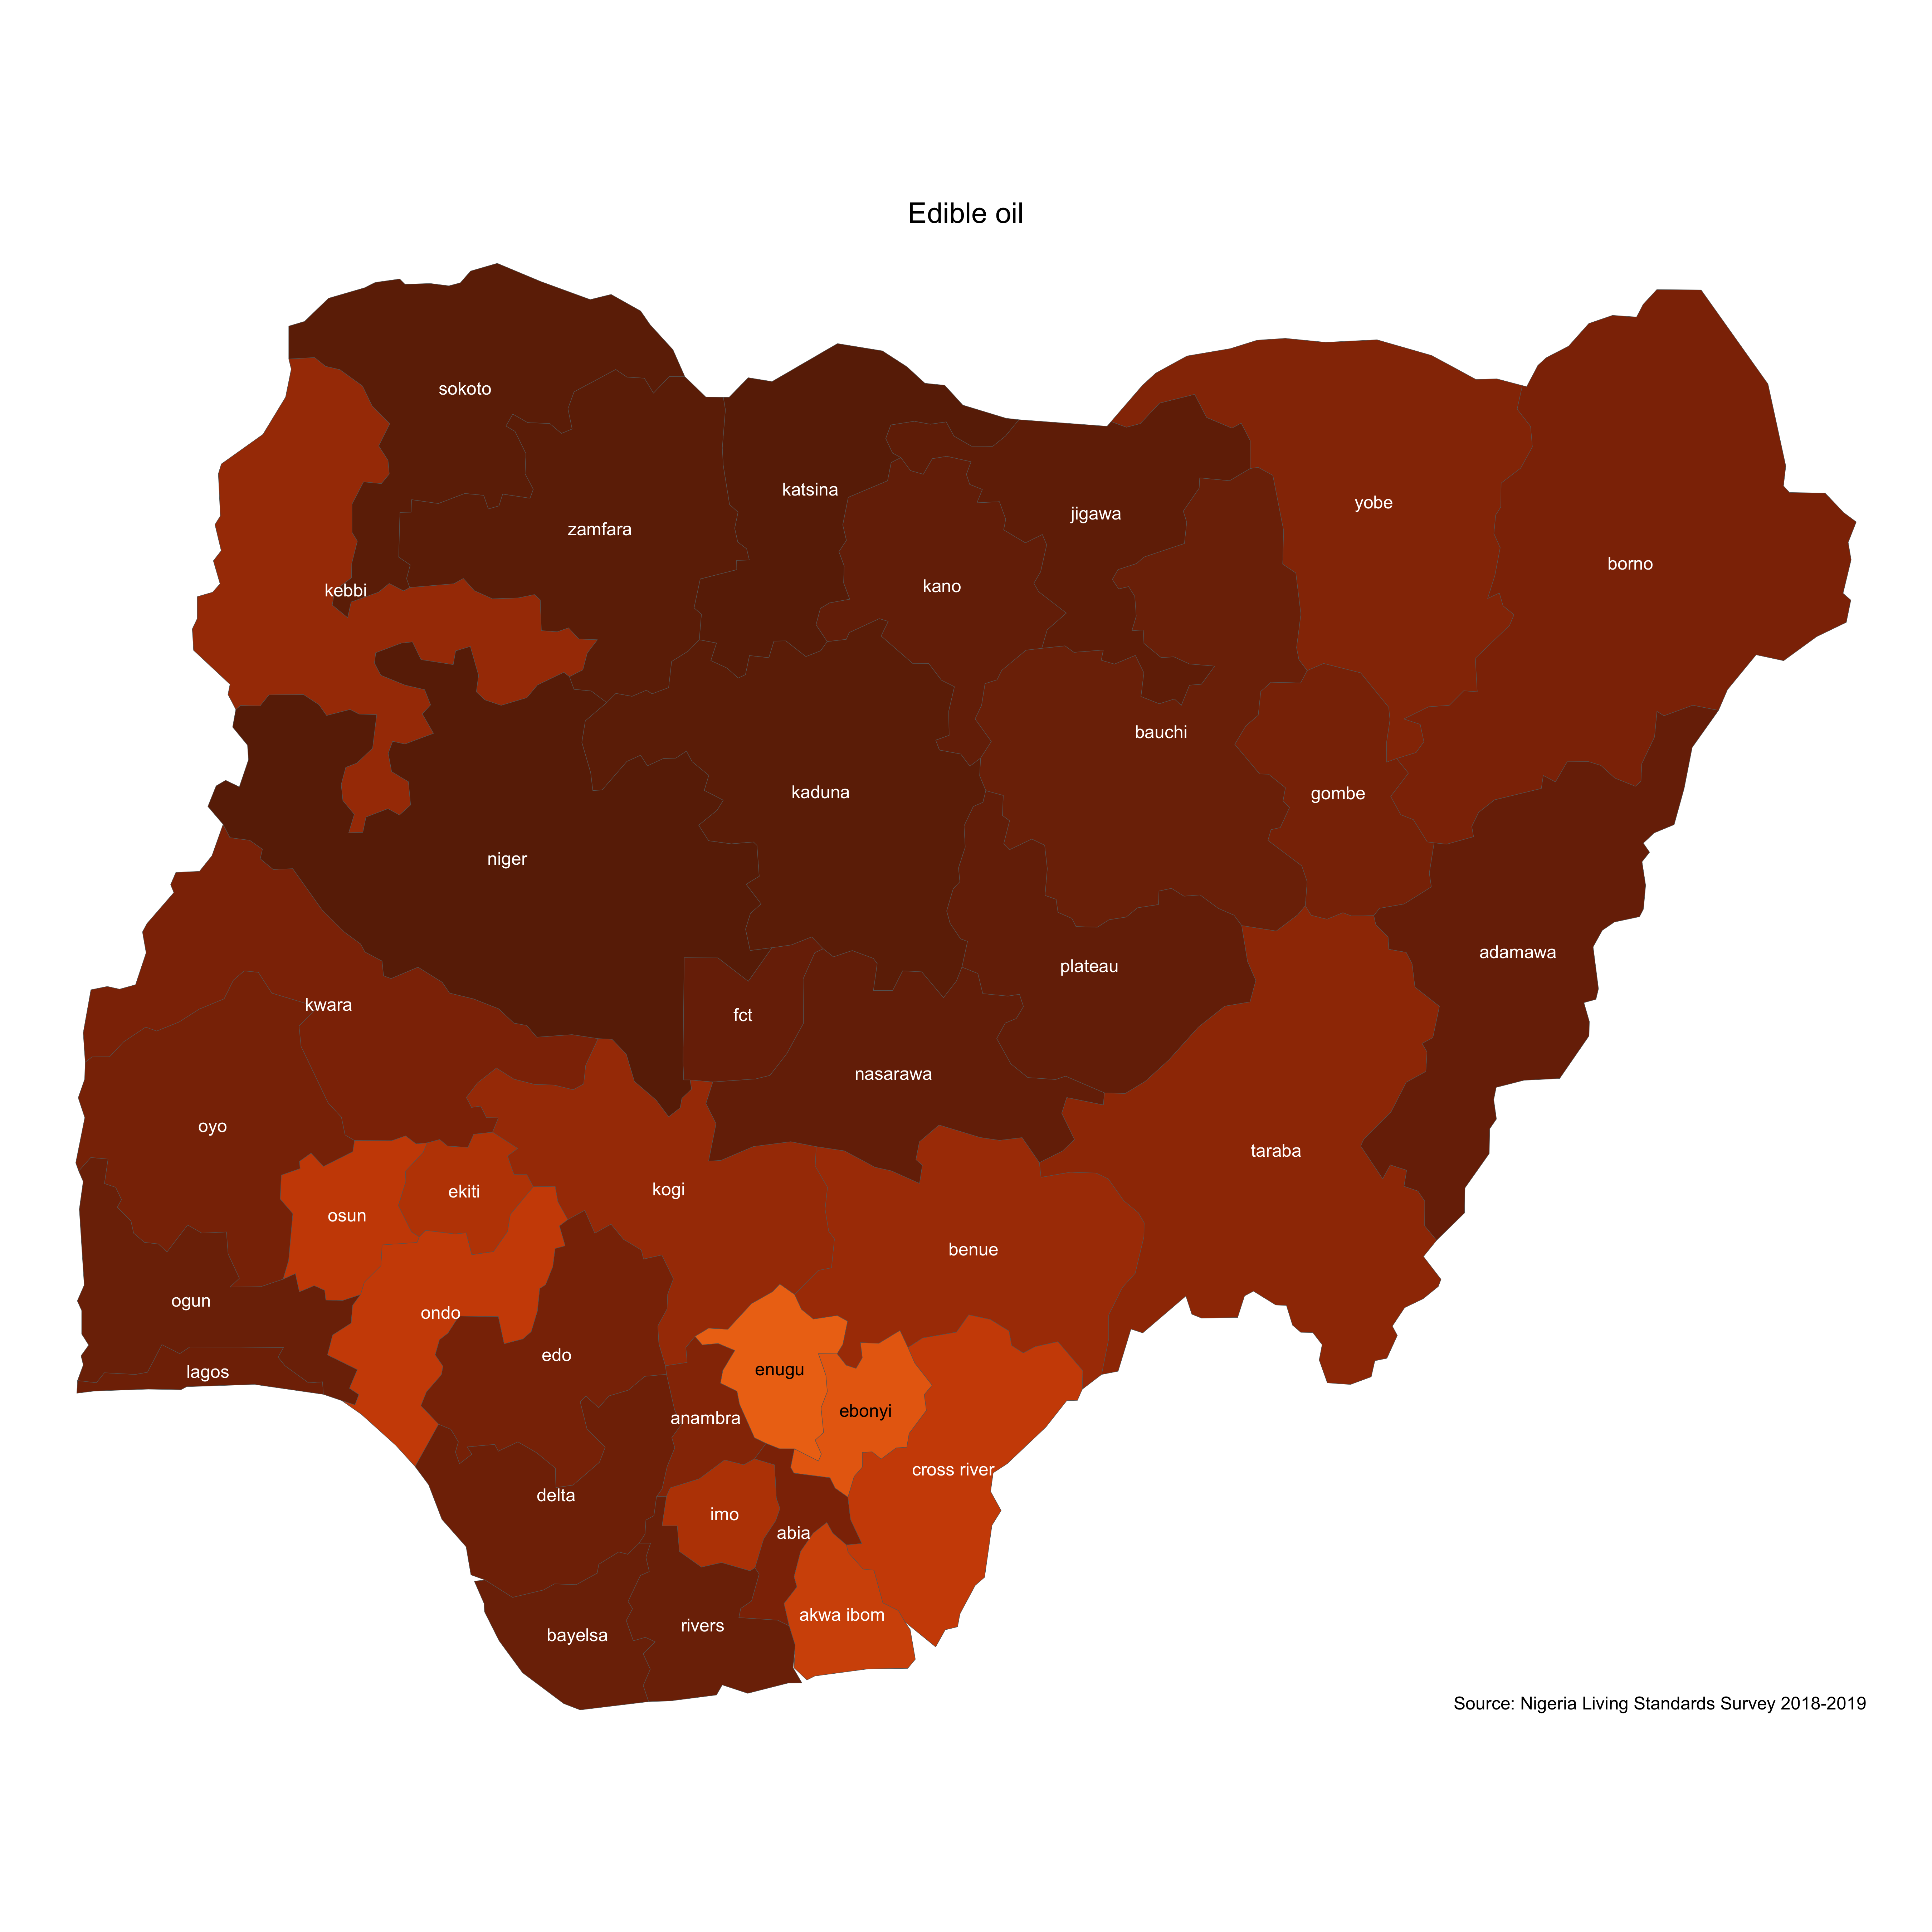 Edible oil
sokoto
katsina
jigawa
yobe
zamfara
borno
kebbi
kano
bauchi
kaduna
gombe
niger
adamawa
plateau
kwara
fct
nasarawa
oyo
taraba
ekiti
kogi
osun
benue
ogun
ondo
edo
lagos
enugu
ebonyi
anambra
cross river
delta
imo
abia
akwa ibom
rivers
bayelsa
Source: Nigeria Living Standards Survey 2018-2019